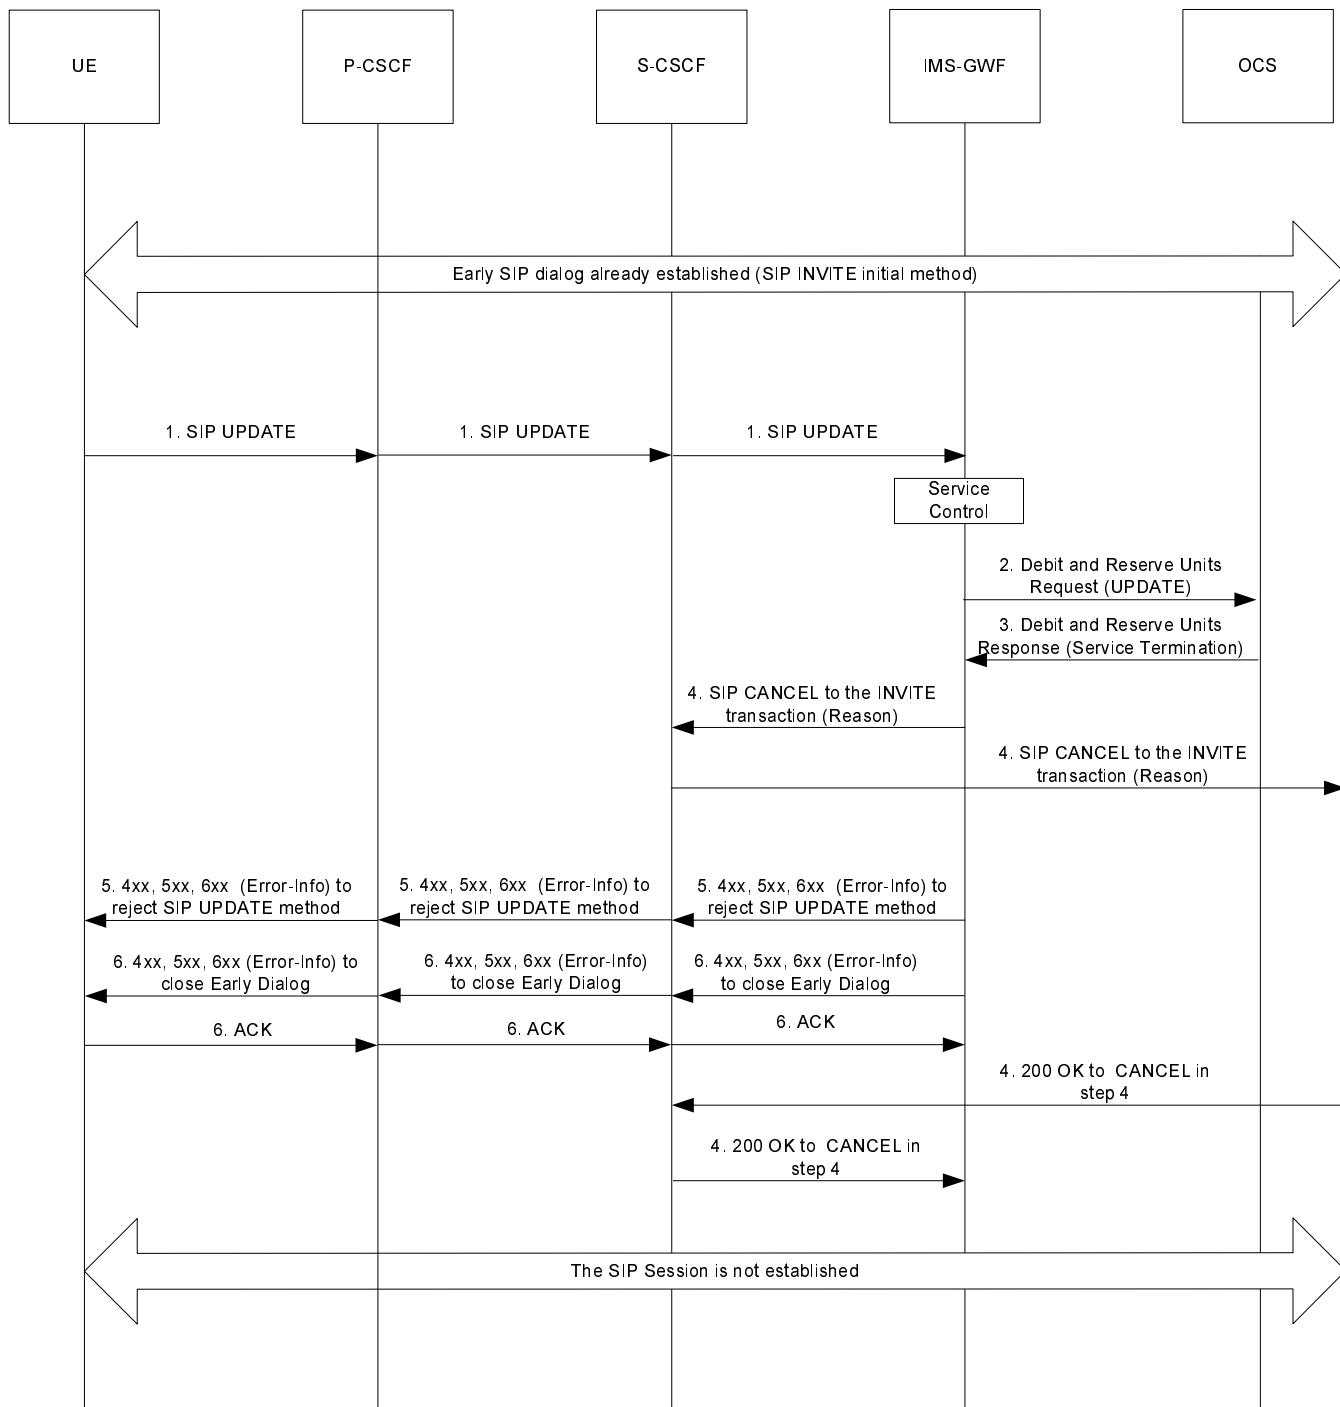 UE
P-CSCF
S-CSCF
IMS-GWF
OCS
Early SIP dialog already established (SIP INVITE initial method)
1. SIP UPDATE
1. SIP UPDATE
1. SIP UPDATE
Service
Control
2. Debit and Reserve Units
Request (UPDATE)
3. Debit and Reserve Units
Response (Service Termination)
4. SIP CANCEL to the INVITE
transaction (Reason)
4. SIP CANCEL to the INVITE
transaction (Reason)
5. 4xx, 5xx, 6xx (Error-Info) to
reject SIP UPDATE method
5. 4xx, 5xx, 6xx (Error-Info) to
reject SIP UPDATE method
5. 4xx, 5xx, 6xx (Error-Info) to
reject SIP UPDATE method
6. 4xx, 5xx, 6xx (Error-Info) to
close Early Dialog
6. 4xx, 5xx, 6xx (Error-Info)
to close Early Dialog
6. 4xx, 5xx, 6xx (Error-Info)
to close Early Dialog
6. ACK
6. ACK
6. ACK
4. 200 OK to CANCEL in
step 4
4. 200 OK to CANCEL in
step 4
The SIP Session is not established